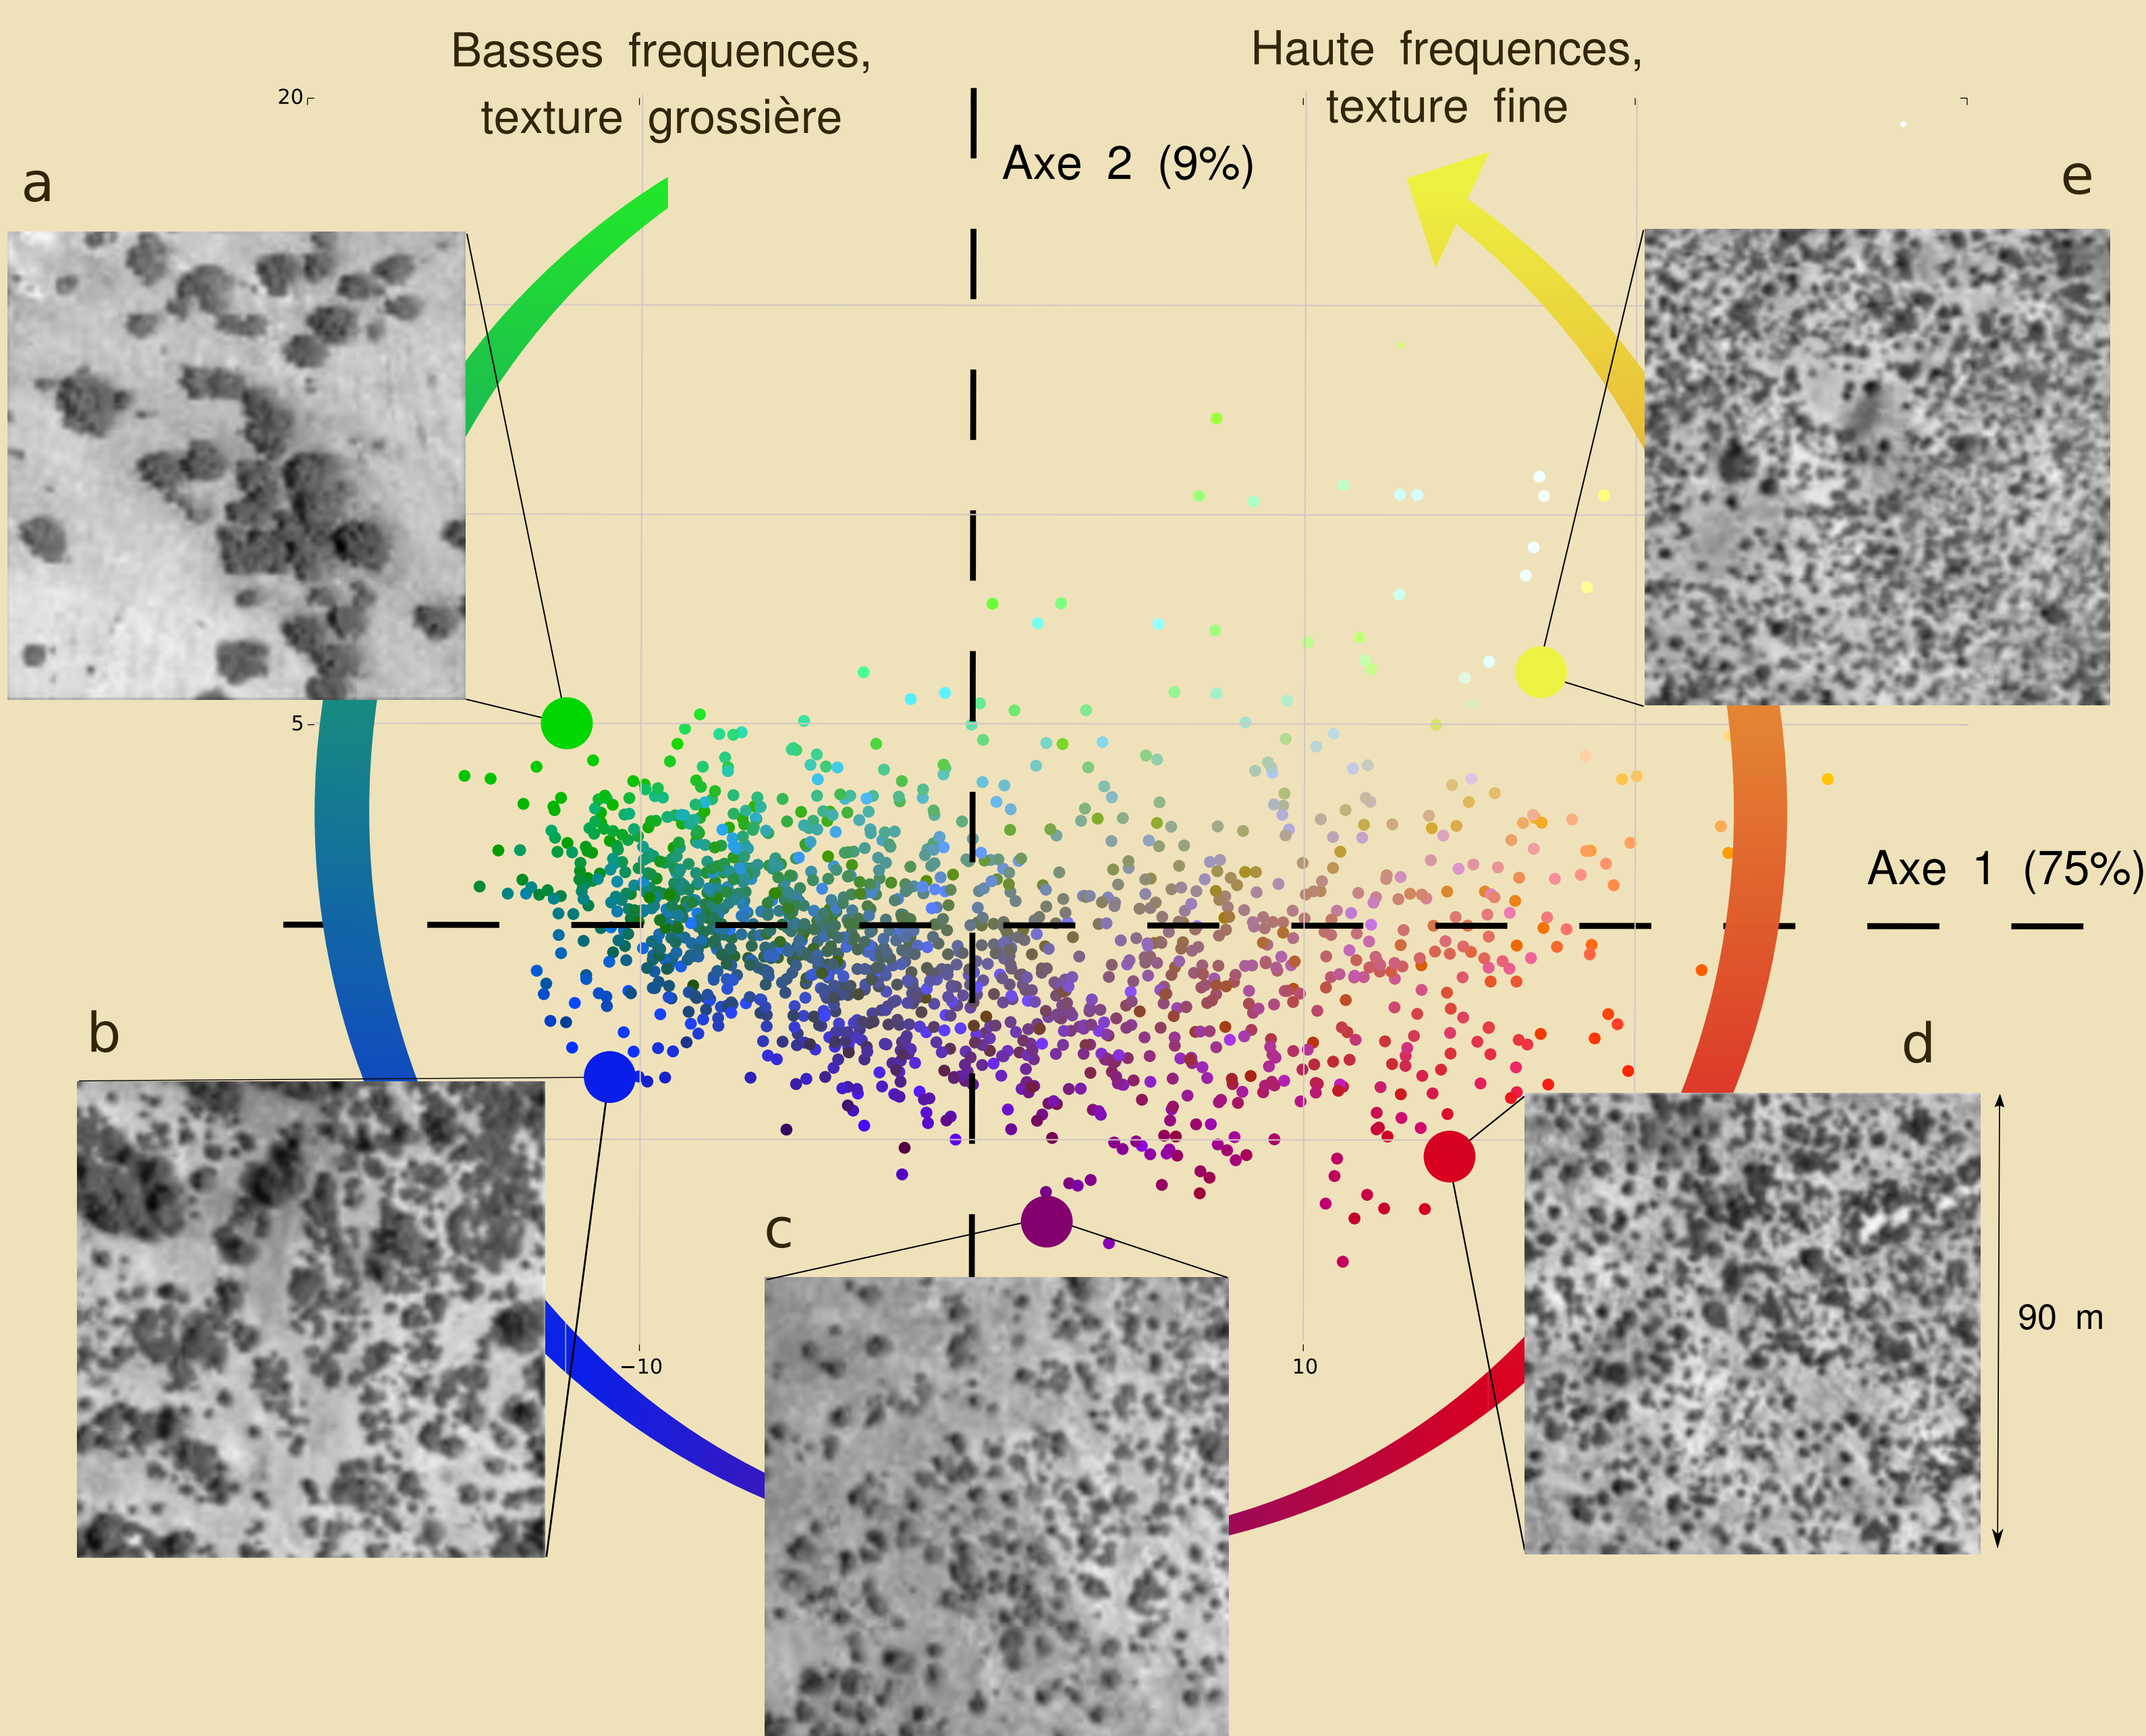 Basses frequences,
texture grossière
Haute frequences,
texture fine
20
Axe 2 (9%)
a
e
5
Axe 1 (75%)
b
d
c
90 m
−10
10